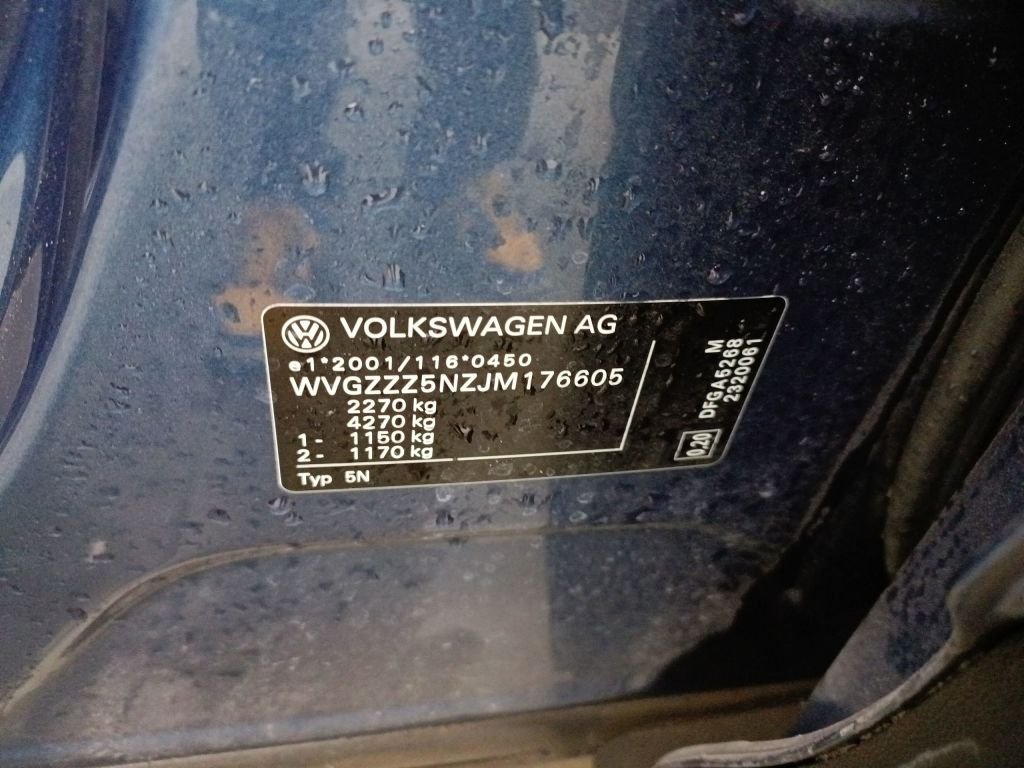 VOLKSWAGEN AG
e1*2001/116*0450
WVGZZZ5NZJM176605
2270 kg
4270 kg
1- 1150 kg
2- 1170 kg
Typ 5N
0.20
DFGA5268
M
2320061